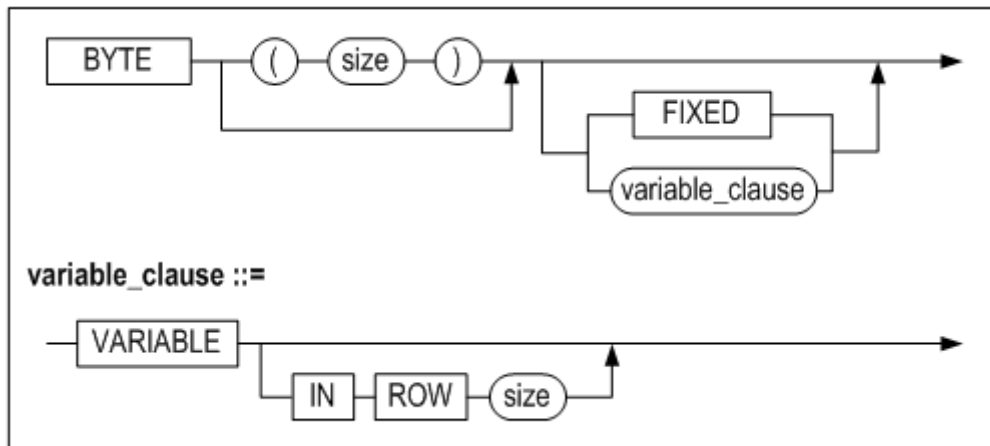 BYTE ( size )
FIXED
variable_clause
variable_clause ::=
VARIABLE
IN ROW size